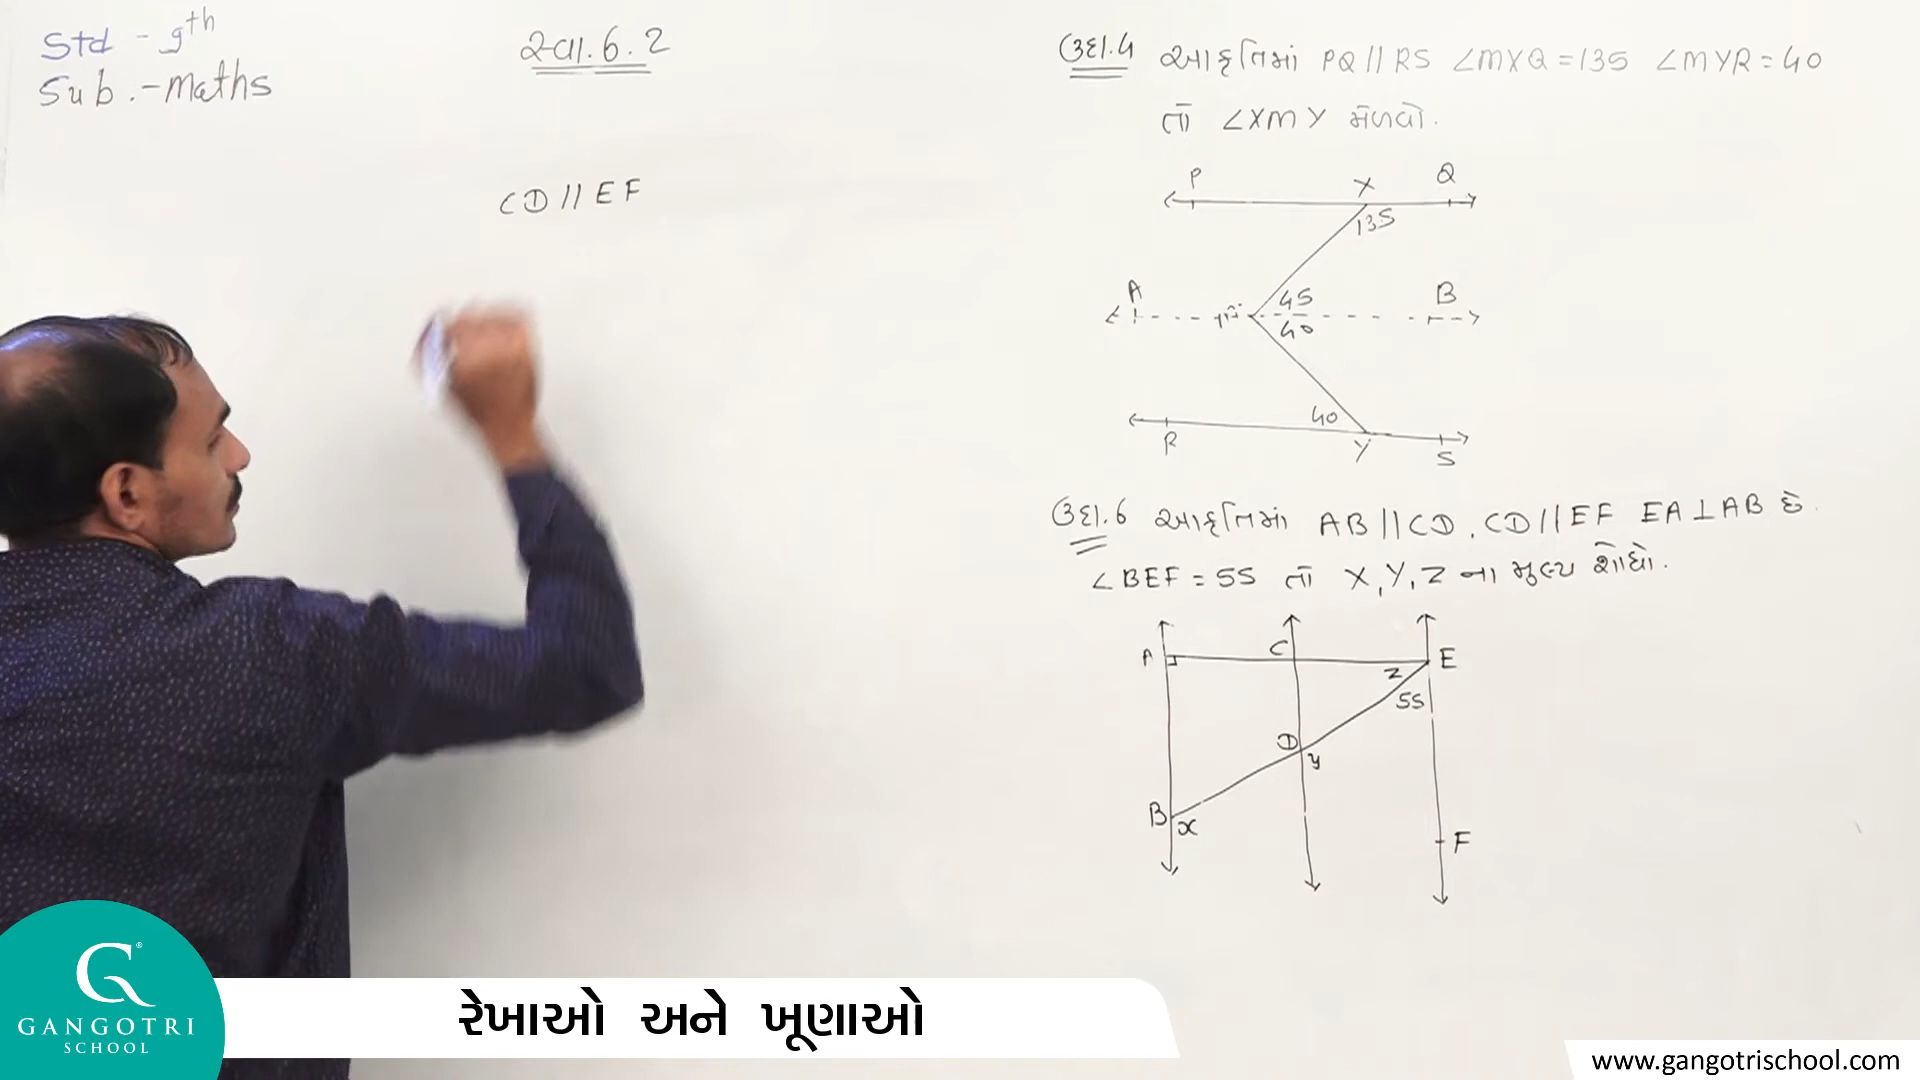 Std - 9th
Sub.-Maths
સ્વા.6.2
CD // EF
ઉદા.4 આકૃતિમાં PQ // RS ∠MXQ = 135 ∠MYR = 40
તો ∠XMY મેળવો.
P X Q
135
A B
45
40
40
R Y S
ઉદા.6 આકૃતિમાં AB // CD, CD // EF EA ⊥ AB છે.
∠BEF = 55 તો X, Y, Z ના મુલ્ય શોધો.
A C E
z
55
D
y
B
x
F
G
GANGOTRI
SCHOOL
રેખાઓ અને ખૂણાઓ
www.gangotrischool.com